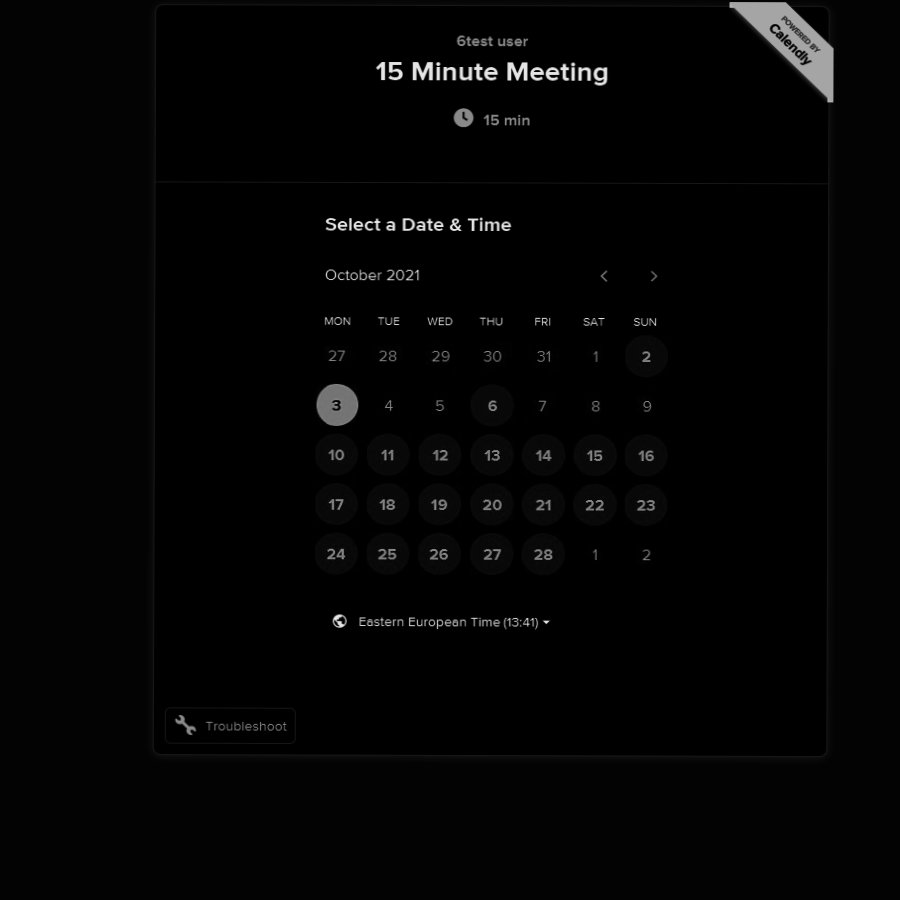 6test user
15 Minute Meeting
15 min
POWERED BY
Calendly
Select a Date & Time
October 2021
MON TUE WED THU FRI SAT SUN
27 28 29 30 31 1 2
3 4 5 6 7 8 9
10 11 12 13 14 15 16
17 18 19 20 21 22 23
24 25 26 27 28 1 2
Eastern European Time (13:41)
Troubleshoot